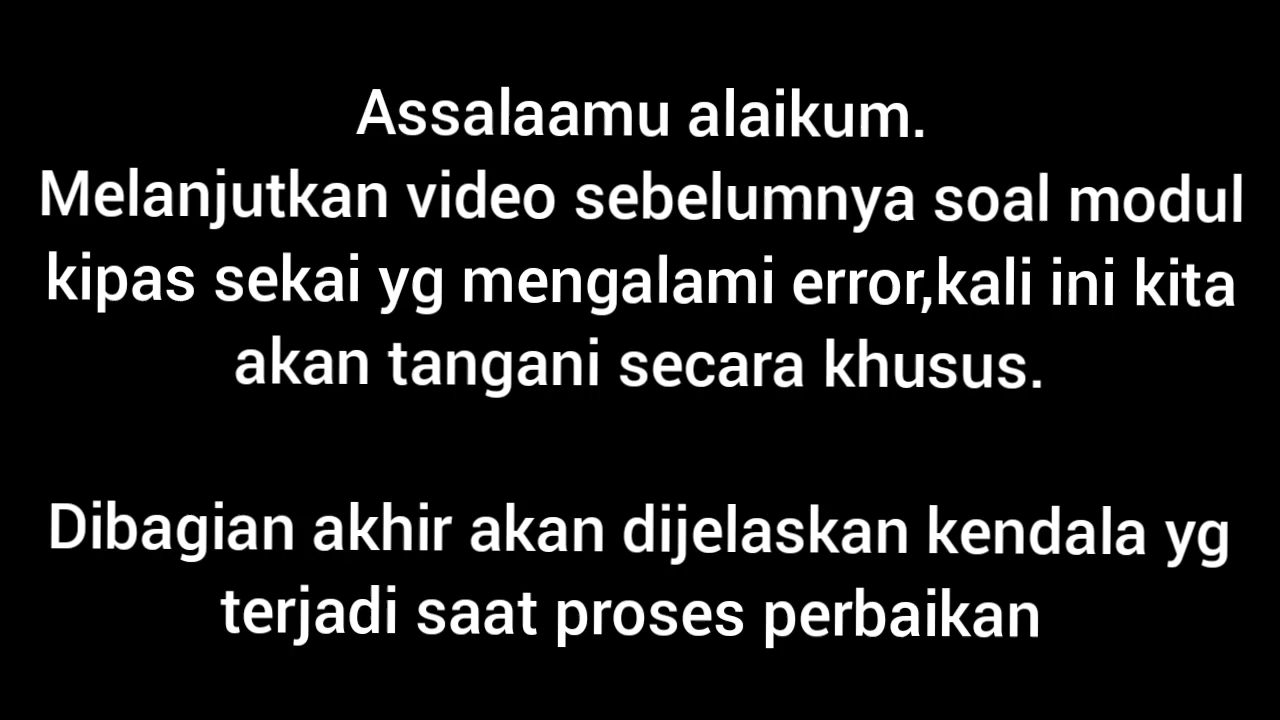 Assalaamu alaikum.
Melanjutkan video sebelumnya soal modul
kipas sekai yg mengalami error,kali ini kita
akan tangani secara khusus.
Dibagian akhir akan dijelaskan kendala yg
terjadi saat proses perbaikan